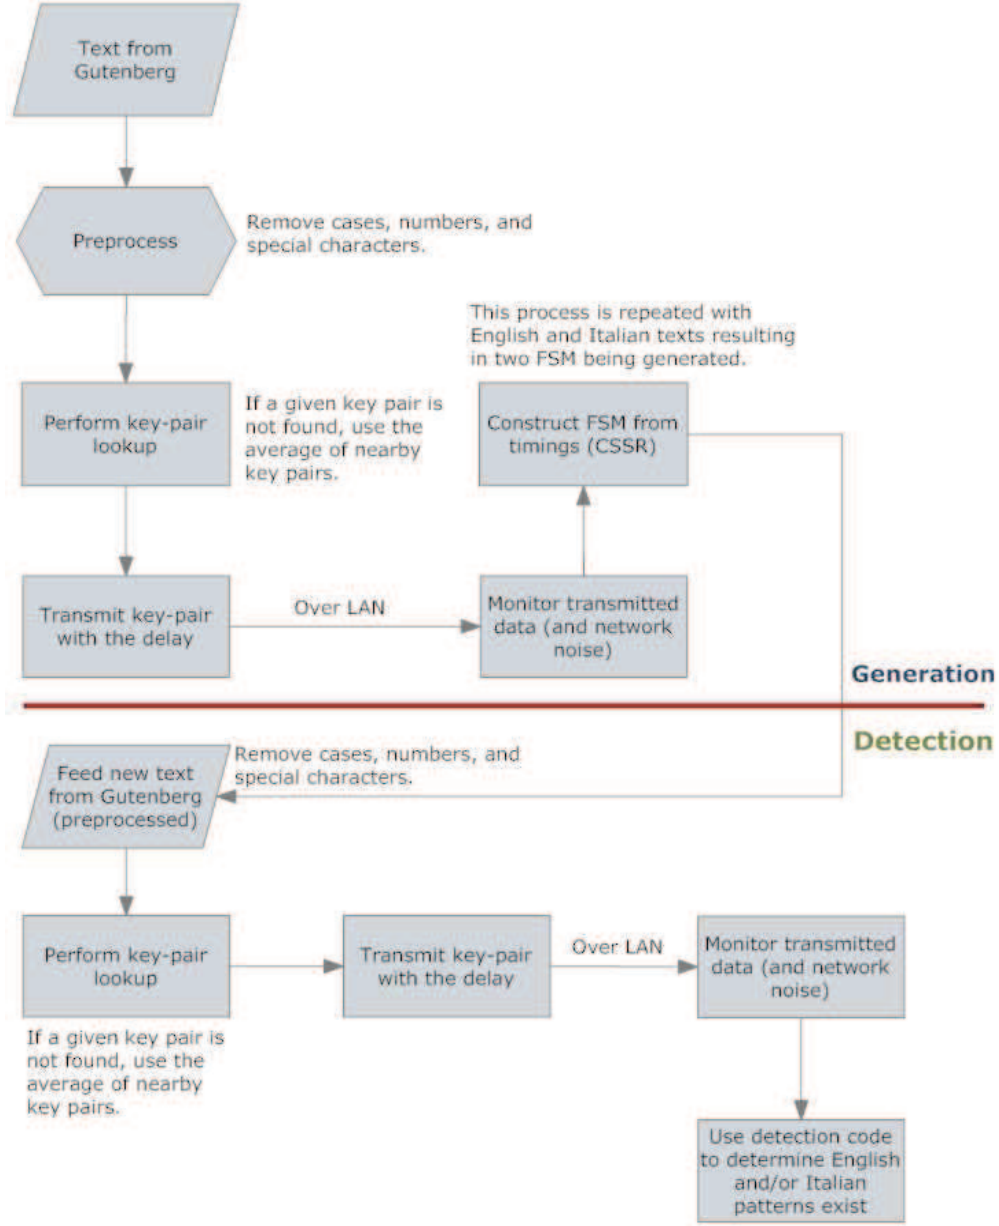 Text from
Gutenberg
Preprocess
Remove cases, numbers, and
special characters.
This process is repeated with
English and Italian texts resulting
in two FSM being generated.
Perform key-pair
lookup
If a given key pair is
not found, use the
average of nearby
key pairs.
Construct FSM from
timings (CSSR)
Transmit key-pair
with the delay
Over LAN
Monitor transmitted
data (and network
noise)
Generation
Detection
Feed new text
from Gutenberg
(preprocessed)
Remove cases, numbers, and
special characters.
Perform key-pair
lookup
If a given key pair is
not found, use the
average of nearby
key pairs.
Transmit key-pair
with the delay
Over LAN
Monitor transmitted
data (and network
noise)
Use detection code
to determine English
and/or Italian
patterns exist